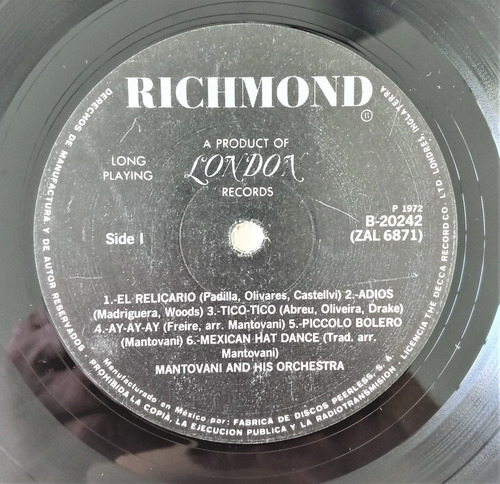 RICHMOND
R
A PRODUCT OF
LONG
PLAYING
LONDON
RECORDS
P 1972
B-20242
(ZAL 6871)
Side I
1.-EL RELICARIO (Padilla, Olivares, Castellvi) 2.-ADIOS
(Madriguera, Woods) 3.-TICO-TICO (Abreu, Oliveira, Drake)
4.-AY-AY-AY (Freire, arr. Mantovani) 5.-PICCOLO BOLERO
(Mantovani) 6.-MEXICAN HAT DANCE (Trad. arr.
Mantovani)
MANTOVANI AND HIS ORCHESTRA
DERECHOS DE MANUFACTURA Y DE AUTOR RESERVADOS · PROHIBIDA LA COPIA, LA EJECUCION PUBLICA Y LA RADIOTRANSMISION · LICENCIA THE DECCA RECORD CO. LTD. LONDRES, INGLATERRA
Manufacturado en México por: FABRICA DE DISCOS PEERLESS, S. A.